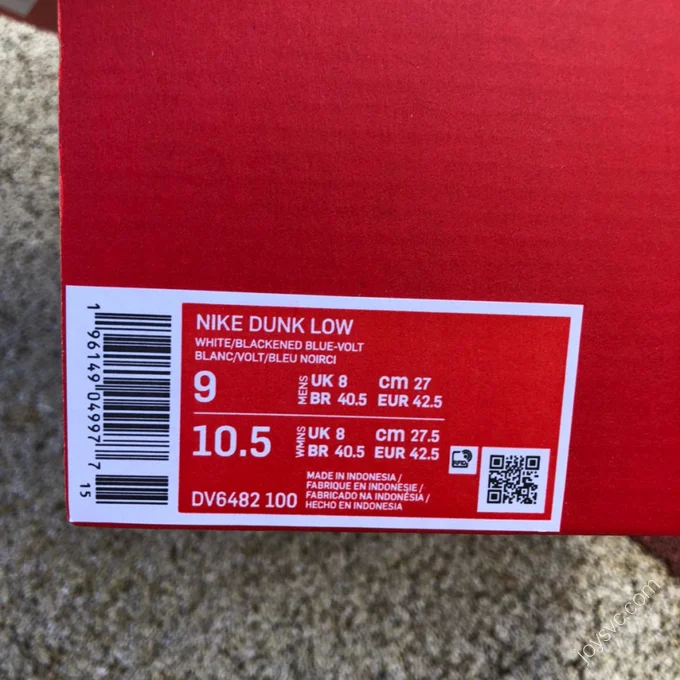 NIKE DUNK LOW
WHITE/BLACKENED BLUE-VOLT
BLANC/VOLT/BLEU NOIRCI
9 MENS UK 8 cm 27
BR 40.5 EUR 42.5
10.5 WMNS UK 8 cm 27.5
BR 40.5 EUR 42.5
DV6482 100
MADE IN INDONESIA /
FABRIQUE EN INDONESIE /
FABRICADO NA INDONÉSIA /
HECHO EN INDONESIA
1 96149 04997 7
15
joysvc.com